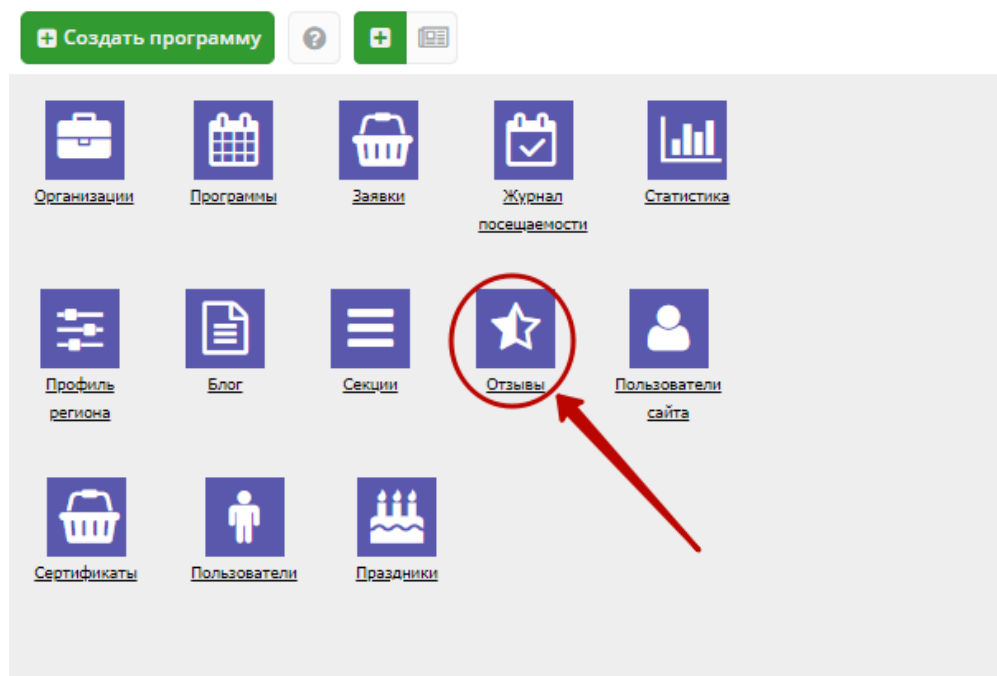 Создать программу
Организации
Программы
Заявки
Журнал
посещаемости
Статистика
Профиль
региона
Блог
Секции
Отзывы
Пользователи
сайта
Сертификаты
Пользователи
Праздники